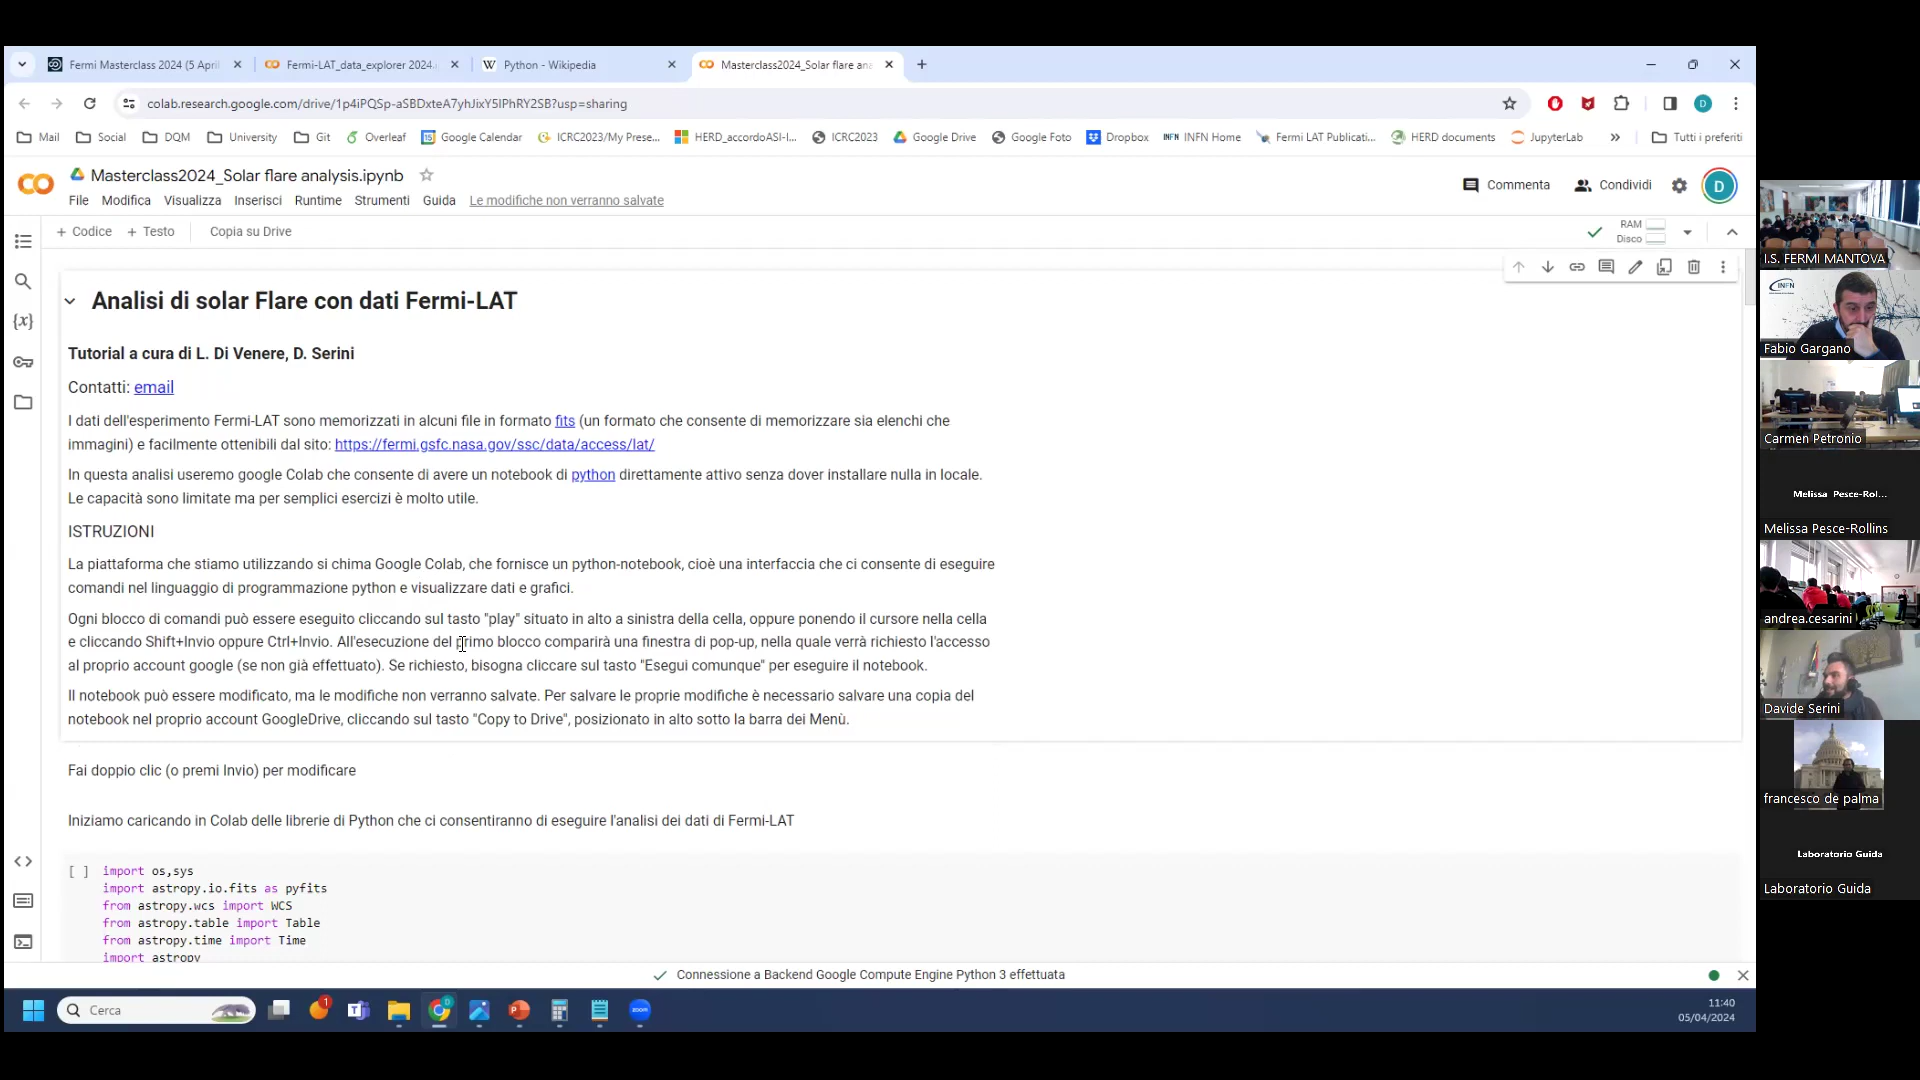 Fermi Masterclass 2024 (5 April
Fermi-LAT_data_explorer 2024.
Python - Wikipedia
Masterclass2024_Solar flare ana
colab.research.google.com/drive/1p4iPQSp-aSBDxteA7yhJixY5IPhRY2SB?usp=sharing
Mail
Social
DQM
University
Git
Overleaf
Google Calendar
ICRC2023/My Prese...
HERD_accordoASI-I...
ICRC2023
Google Drive
Google Foto
Dropbox
INFN Home
Fermi LAT Publicati...
HERD documents
JupyterLab
Tutti i preferiti
Masterclass2024_Solar flare analysis.ipynb
Commenta
Condividi
D
File Modifica Visualizza Inserisci Runtime Strumenti Guida Le modifiche non verranno salvate
+ Codice + Testo Copia su Drive
RAM
Disco
Analisi di solar Flare con dati Fermi-LAT
Tutorial a cura di L. Di Venere, D. Serini
Contatti: email
I dati dell'esperimento Fermi-LAT sono memorizzati in alcuni file in formato fits (un formato che consente di memorizzare sia elenchi che
immagini) e facilmente ottenibili dal sito: https://fermi.gsfc.nasa.gov/ssc/data/access/lat/
In questa analisi useremo google Colab che consente di avere un notebook di python direttamente attivo senza dover installare nulla in locale.
Le capacità sono limitate ma per semplici esercizi è molto utile.
ISTRUZIONI
La piattaforma che stiamo utilizzando si chima Google Colab, che fornisce un python-notebook, cioè una interfaccia che ci consente di eseguire
comandi nel linguaggio di programmazione python e visualizzare dati e grafici.
Ogni blocco di comandi può essere eseguito cliccando sul tasto "play" situato in alto a sinistra della cella, oppure ponendo il cursore nella cella
e cliccando Shift+Invio oppure Ctrl+Invio. All'esecuzione del primo blocco comparirà una finestra di pop-up, nella quale verrà richiesto l'accesso
al proprio account google (se non già effettuato). Se richiesto, bisogna cliccare sul tasto "Esegui comunque" per eseguire il notebook.
Il notebook può essere modificato, ma le modifiche non verranno salvate. Per salvare le proprie modifiche è necessario salvare una copia del
notebook nel proprio account GoogleDrive, cliccando sul tasto "Copy to Drive", posizionato in alto sotto la barra dei Menù.
Fai doppio clic (o premi Invio) per modificare
Iniziamo caricando in Colab delle librerie di Python che ci consentiranno di eseguire l'analisi dei dati di Fermi-LAT
[ ] import os,sys
import astropy.io.fits as pyfits
from astropy.wcs import WCS
from astropy.table import Table
from astropy.time import Time
import astropy
Connessione a Backend Google Compute Engine Python 3 effettuata
Cerca
11:40
05/04/2024
I.S. FERMI MANTOVA
INFN
Fabio Gargano
Carmen Petronio
Melissa Pesce-Rol...
Melissa Pesce-Rollins
andrea.cesarini
Davide Serini
francesco de palma
Laboratorio Guida
Laboratorio Guida